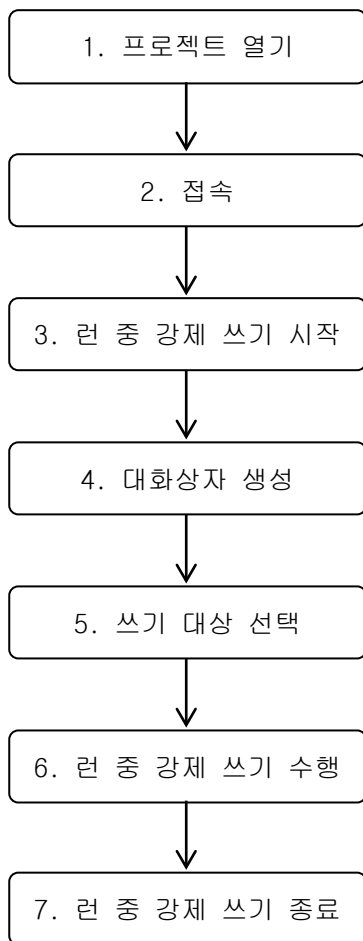 1. 프로젝트 열기
2. 접속
3. 런 중 강제 쓰기 시작
4. 대화상자 생성
5. 쓰기 대상 선택
6. 런 중 강제 쓰기 수행
7. 런 중 강제 쓰기 종료